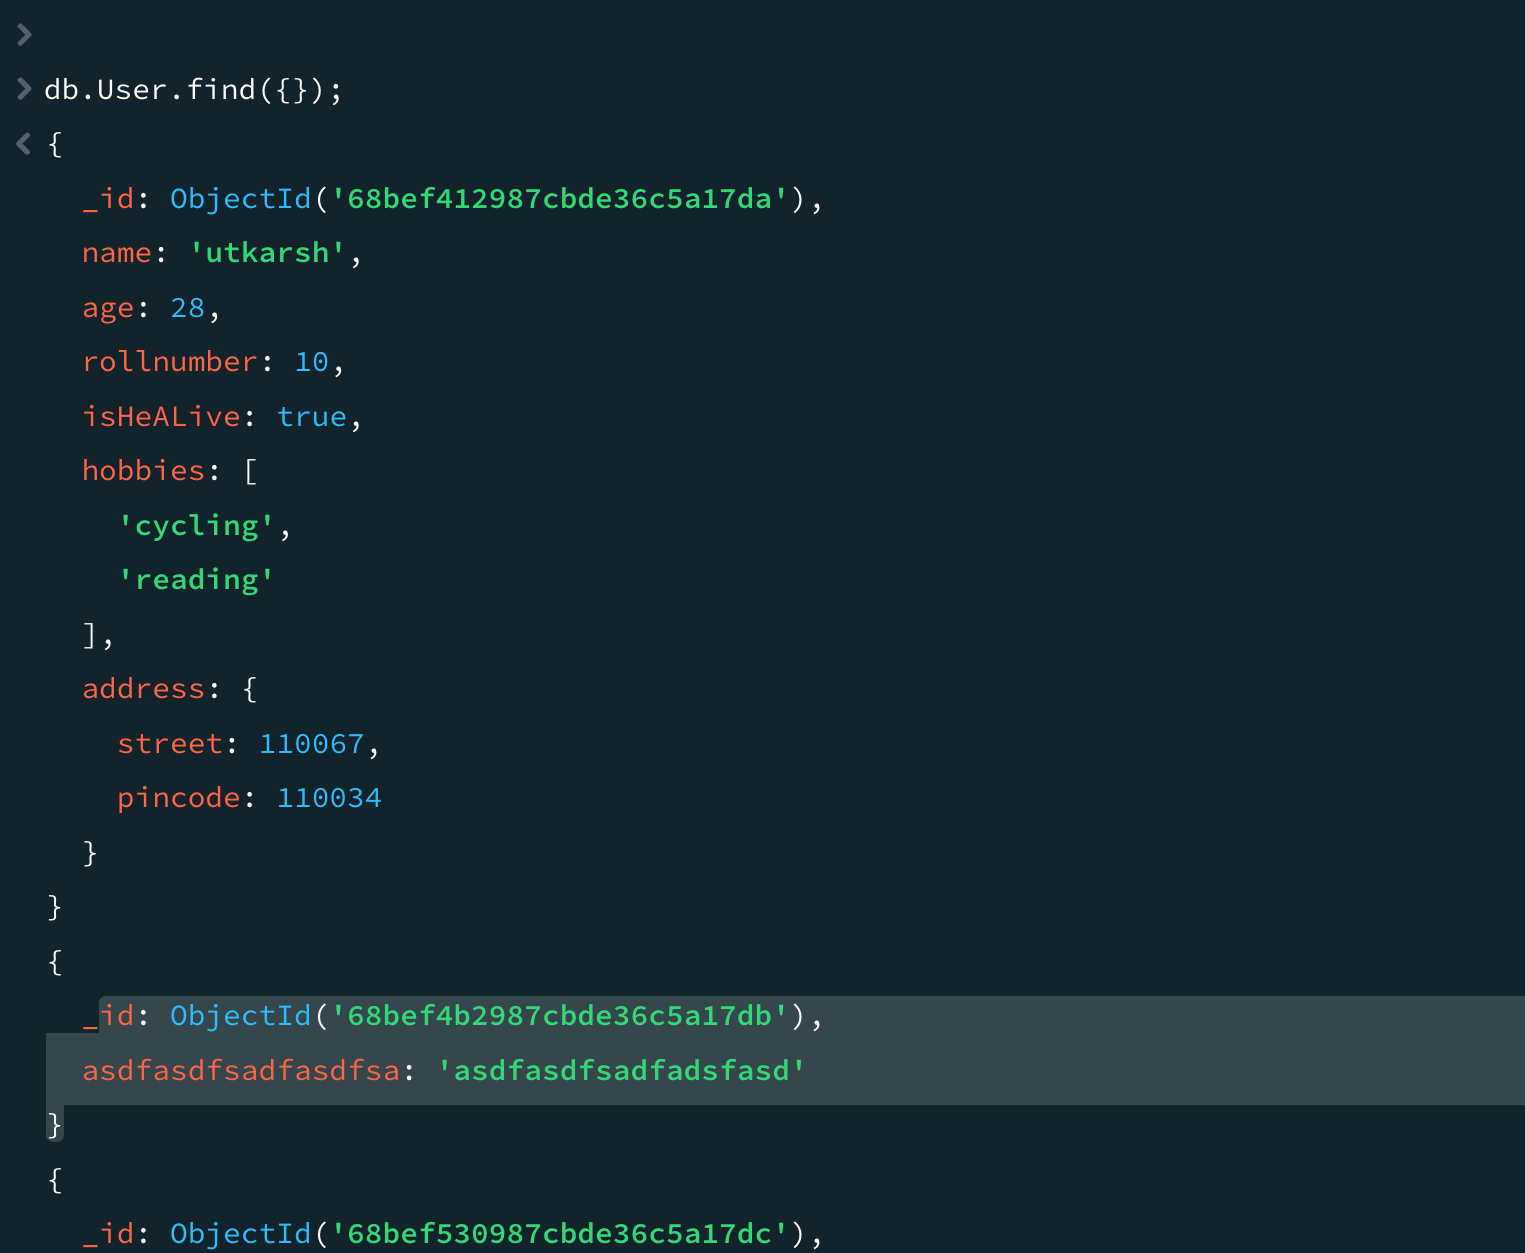 >
> db.User.find({});
< {
_id: ObjectId('68bef412987cbde36c5a17da'),
name: 'utkarsh',
age: 28,
rollnumber: 10,
isHeALive: true,
hobbies: [
'cycling',
'reading'
],
address: {
street: 110067,
pincode: 110034
}
}
{
_id: ObjectId('68bef4b2987cbde36c5a17db'),
asdfasdfsadfasdfsa: 'asdfasdfsadfadsfasd'
}
{
_id: ObjectId('68bef530987cbde36c5a17dc'),